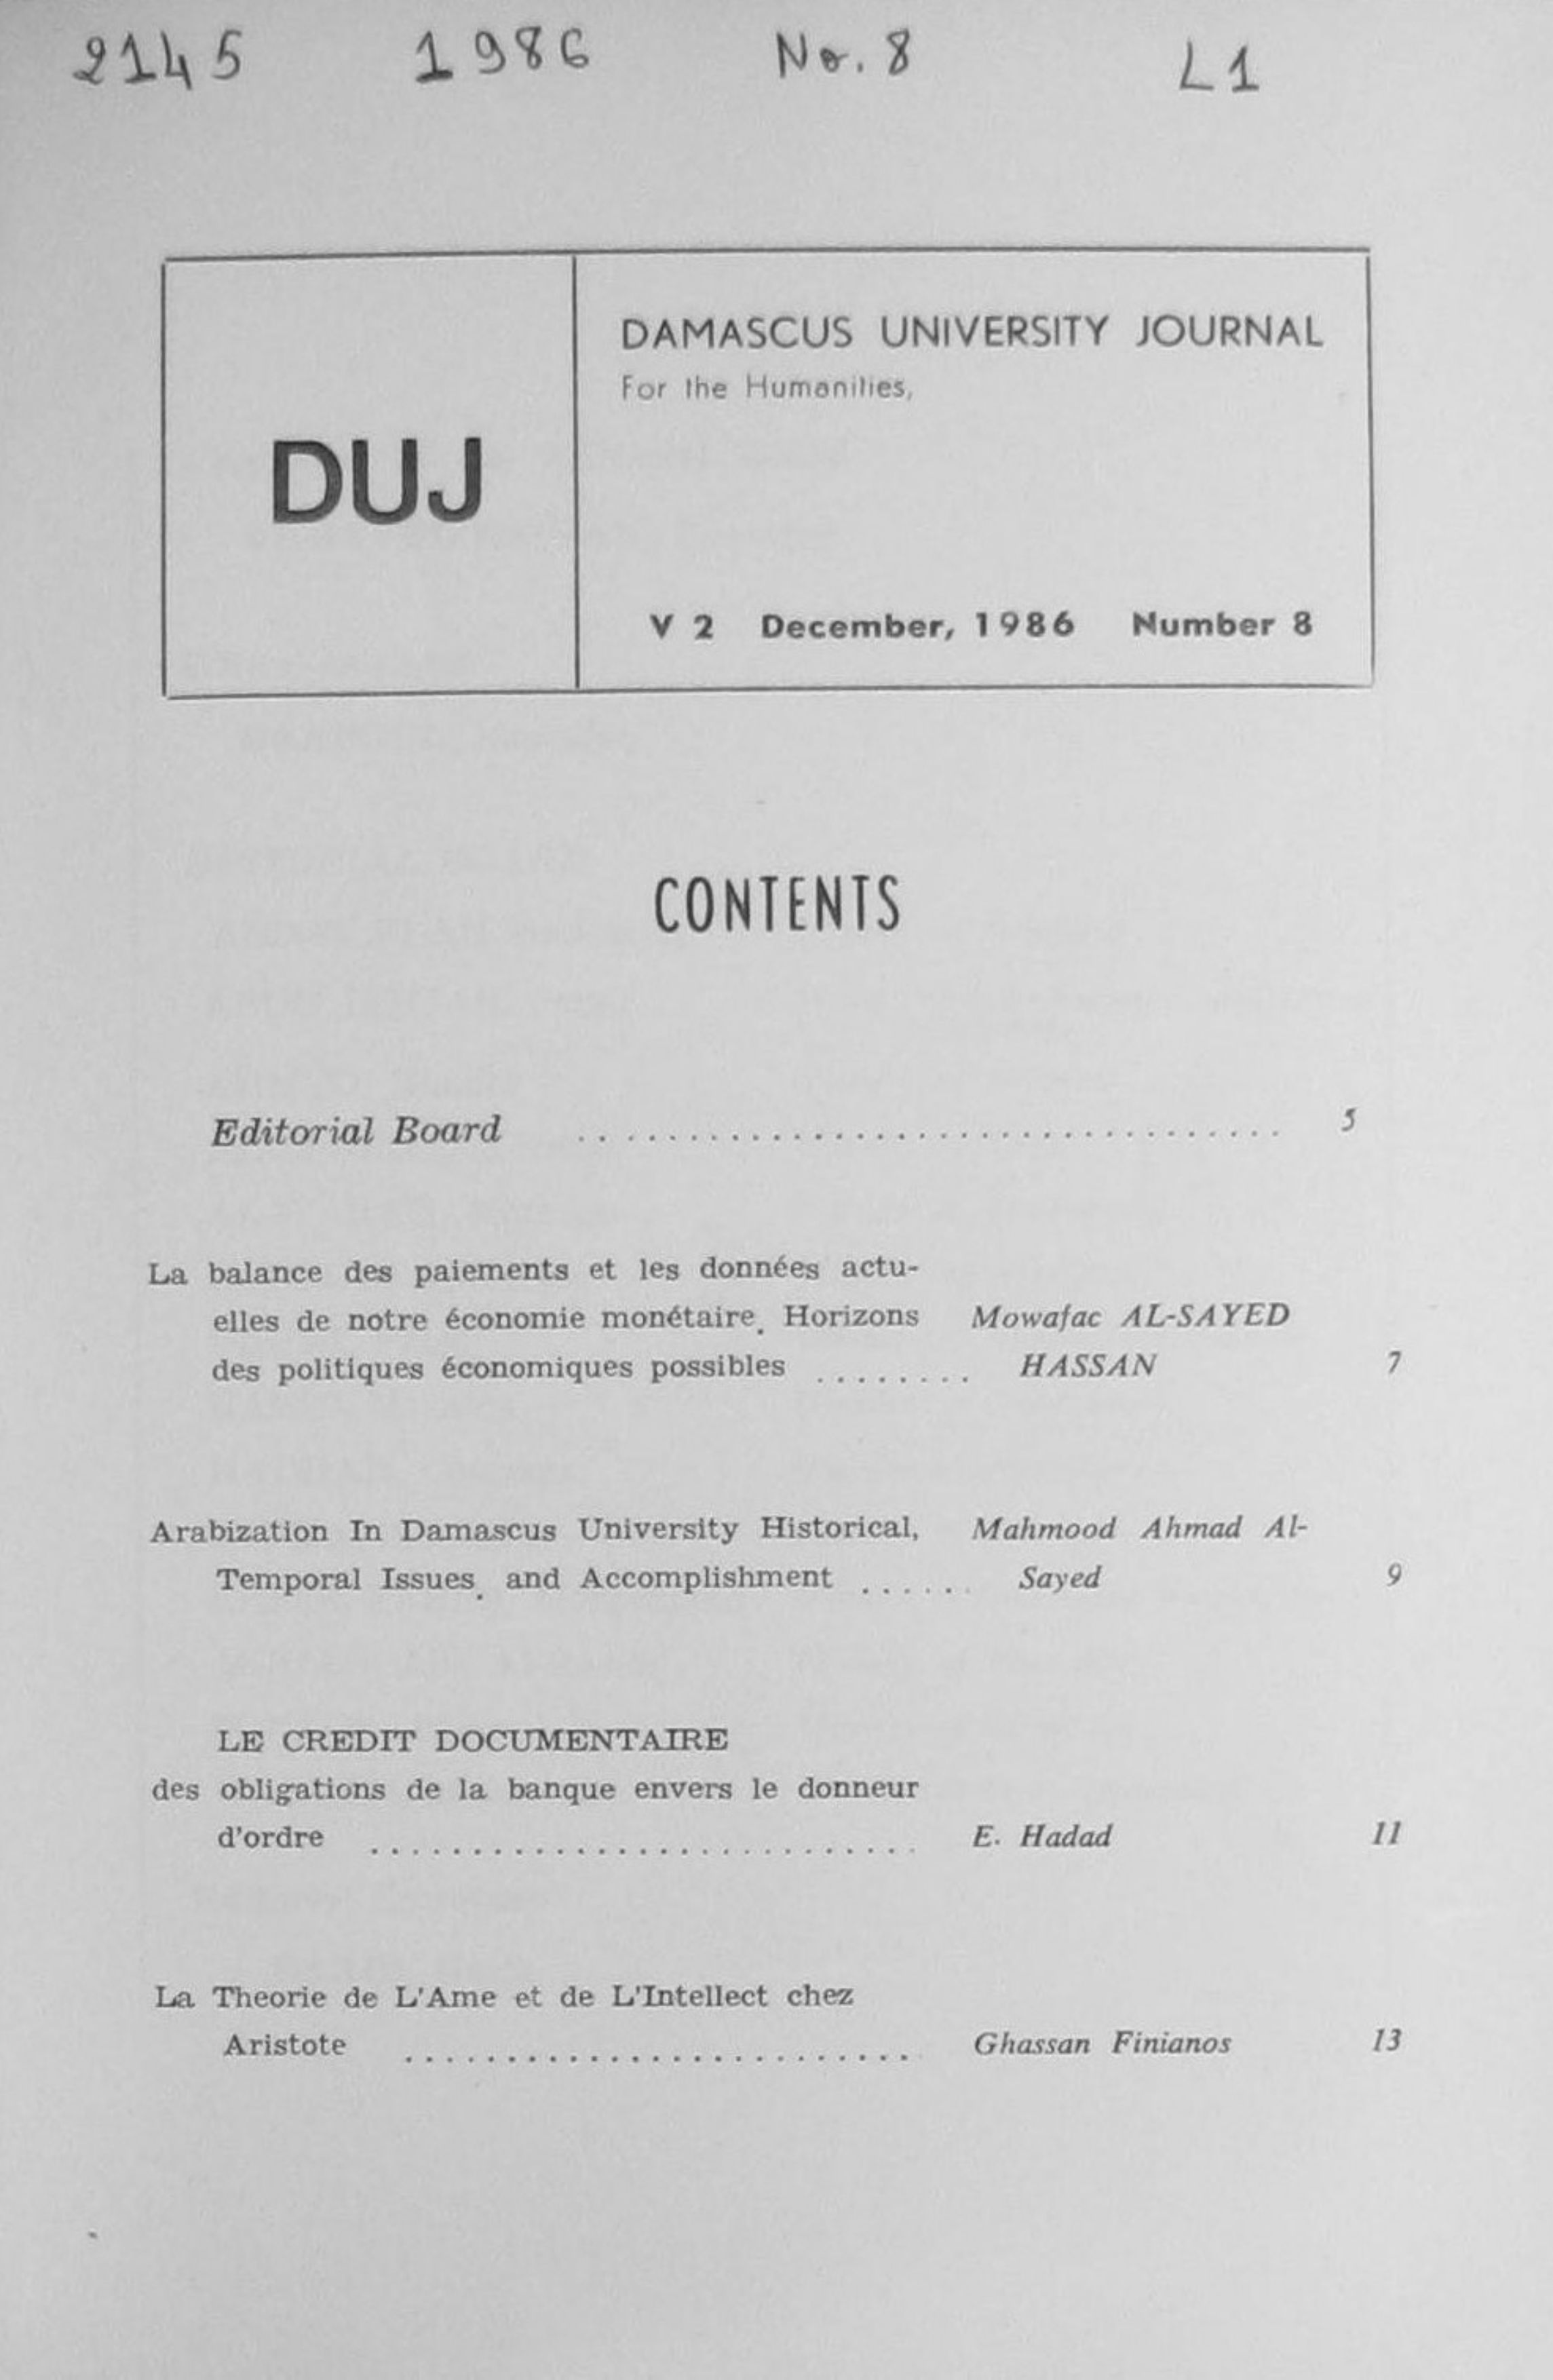 2145 1986 No. 8 L1
DUJ
DAMASCUS UNIVERSITY JOURNAL
For the Humanities,
V 2 December, 1986 Number 8
CONTENTS
Editorial Board .................................. 5
La balance des paiements et les données actu-
elles de notre économie monétaire. Horizons Mowafac AL-SAYED
des politiques économiques possibles ........ HASSAN 7
Arabization In Damascus University Historical, Mahmood Ahmad Al-
Temporal Issues. and Accomplishment ...... Sayed 9
LE CREDIT DOCUMENTAIRE
des obligations de la banque envers le donneur
d'ordre ........................... E. Hadad 11
La Theorie de L'Ame et de L'Intellect chez
Aristote ......................... Ghassan Finianos 13